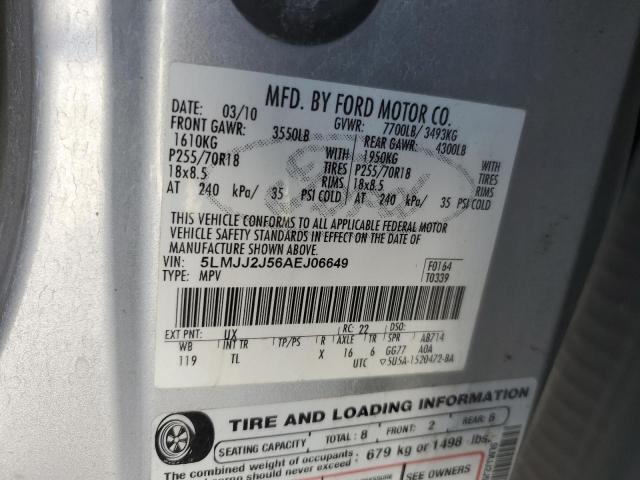 MFD. BY FORD MOTOR CO.
DATE: 03/10 GVWR: 7700LB/ 3493KG
FRONT GAWR: 3550LB REAR GAWR: 4300LB
1610KG WITH 1950KG WITH
P255/70R18 TIRES P255/70R18 TIRES
18x8.5 RIMS 18x8.5 RIMS
AT 240 kPa/ 35 PSI COLD AT 240 kPa/ 35 PSI COLD
THIS VEHICLE CONFORMS TO ALL APPLICABLE FEDERAL MOTOR
VEHICLE SAFETY STANDARDS IN EFFECT ON THE DATE OF
MANUFACTURE SHOWN ABOVE.
VIN: 5LMJJ2J56AEJ06649 F0164
TYPE: MPV T0339
EXT PNT: UX RC: 22 DSO:
WB INT TR TP/PS R AXLE TR SPR AB714
119 TL X 16 6 GG77 A0A
UTC 5U5A-1520472-BA
TIRE AND LOADING INFORMATION
SEATING CAPACITY TOTAL: 8 FRONT: 2 REAR: 6
The combined weight of occupants
should never exceed: 679 kg or 1498 lbs.
SEE OWNERS